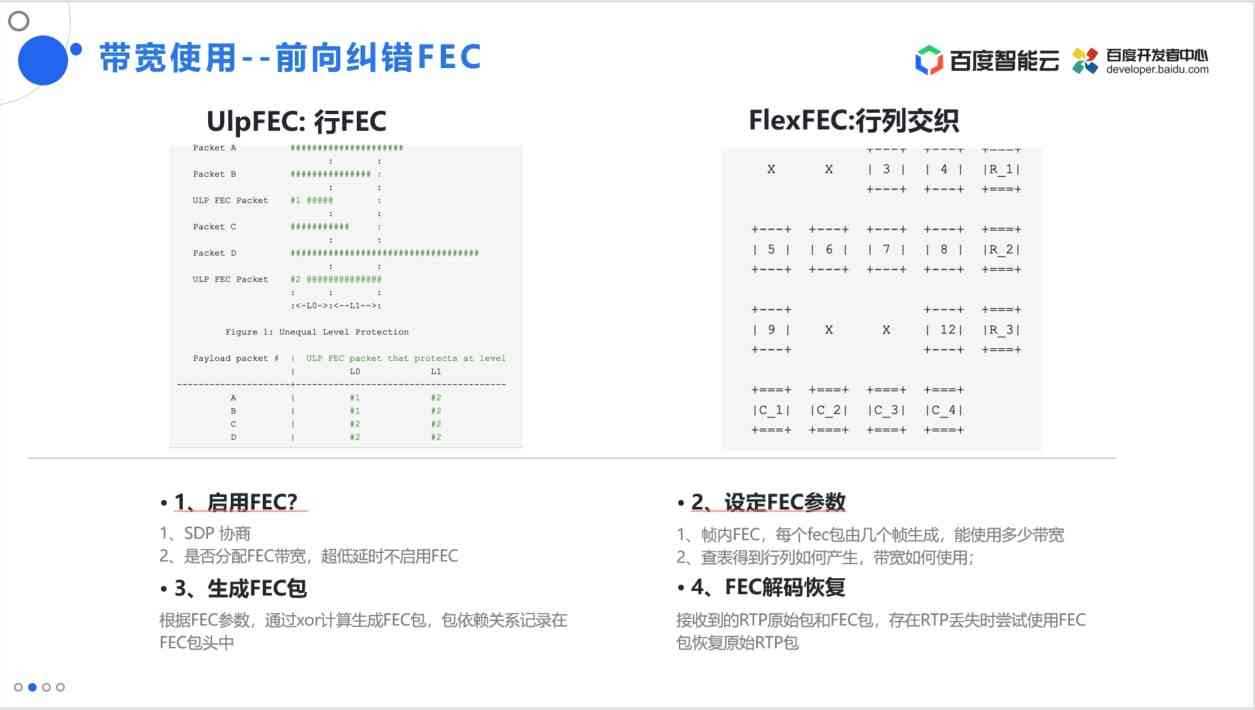 带宽使用--前向纠错FEC
百度智能云
百度开发者中心
developer.baidu.com
UlpFEC: 行FEC
Packet A ##################### 
: :
Packet B ############### :
: :
ULP FEC Packet #1 @@@@@ :
: :
Packet C ########### :
: :
Packet D ###################################
: :
ULP FEC Packet #2 @@@@@@@@@@@@@@
: : :
:<-L0->:<--L1-->:
Figure 1: Unequal Level Protection
Payload packet # | ULP FEC packet that protects at level
| L0 L1
---------------------+---------------------------------------
A | #1 #2
B | #1 #2
C | #2 #2
D | #2 #2
FlexFEC:行列交织
+---+ +---+ +===+
X X | 3 | | 4 | |R_1|
+---+ +---+ +===+
+---+ +---+ +---+ +---+ +===+
| 5 | | 6 | | 7 | | 8 | |R_2|
+---+ +---+ +---+ +---+ +===+
+---+ +---+ +===+
| 9 | X X | 12| |R_3|
+---+ +---+ +===+
+===+ +===+ +===+ +===+
|C_1| |C_2| |C_3| |C_4|
+===+ +===+ +===+ +===+
• 1、启用FEC?
1、SDP 协商
2、是否分配FEC带宽，超低延时不启用FEC
• 3、生成FEC包
根据FEC参数，通过xor计算生成FEC包，包依赖关系记录在
FEC包头中
• 2、设定FEC参数
1、帧内FEC，每个fec包由几个帧生成，能使用多少带宽
2、查表得到行列如何产生，带宽如何使用;
• 4、FEC解码恢复
接收到的RTP原始包和FEC包，存在RTP丢失时尝试使用FEC
包恢复原始RTP包